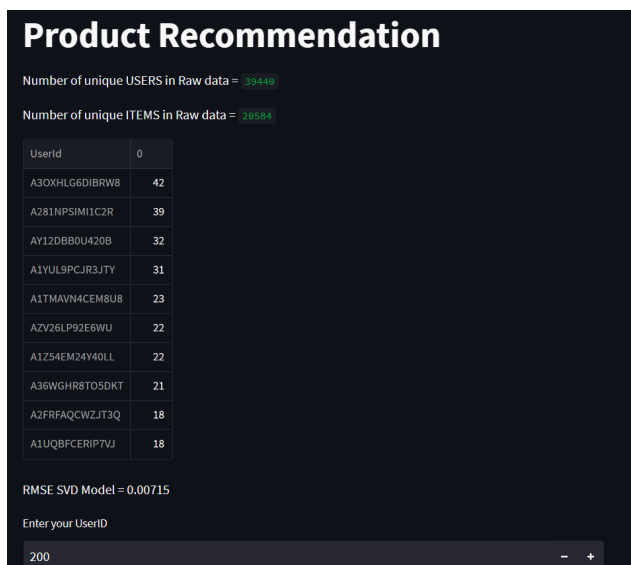 Product Recommendation
Number of unique USERS in Raw data = 39440
Number of unique ITEMS in Raw data = 20584
UserId 0
A3OXHLG6DIBRW8 42
A281NPSIMI1C2R 39
AY12DBB0U420B 32
A1YUL9PCJR3JTY 31
A1TMAVN4CEM8U8 23
AZV26LP92E6WU 22
A1Z54EM24Y40LL 22
A36WGHR8TO5DKT 21
A2FRFAQCWZJT3Q 18
A1UQBFCERIP7VJ 18
RMSE SVD Model = 0.00715
Enter your UserID
200 − +